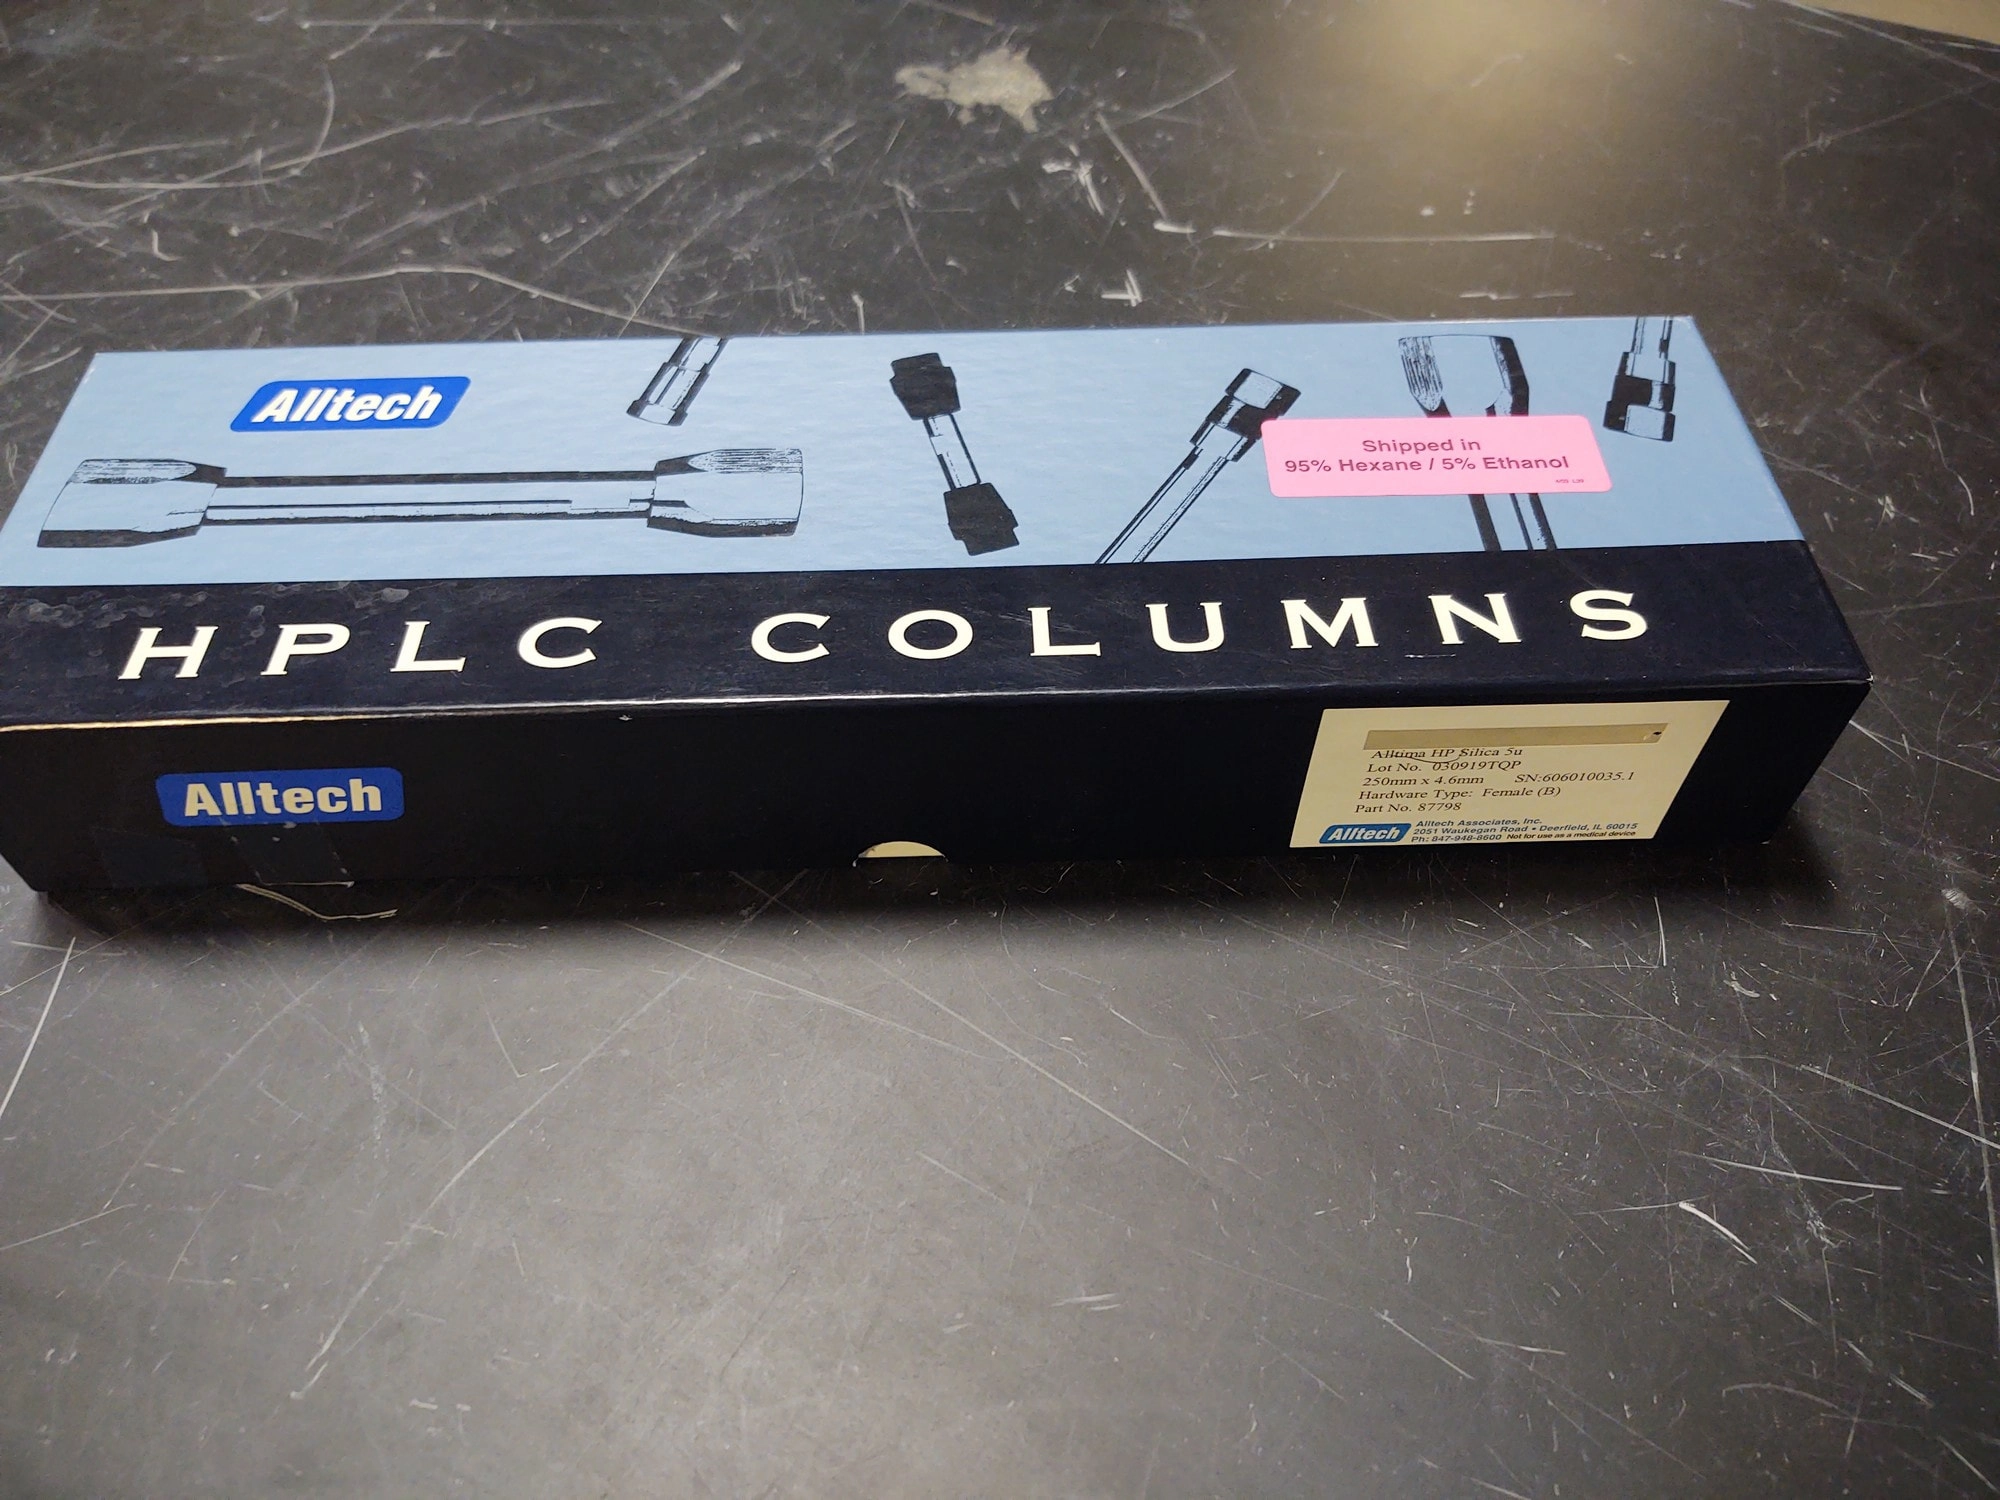 Alltech
Shipped in
95% Hexane / 5% Ethanol
HPLC COLUMNS
Alltech
Alltima HP Silica 5u
Lot No. 030919TQP
250mm x 4.6mm SN:606010035.1
Hardware Type: Female (B)
Part No. 87798
Alltech
Alltech Associates, Inc.
2051 Waukegan Road • Deerfield, IL 60015
Ph: 847-948-8600 Not for use as a medical device